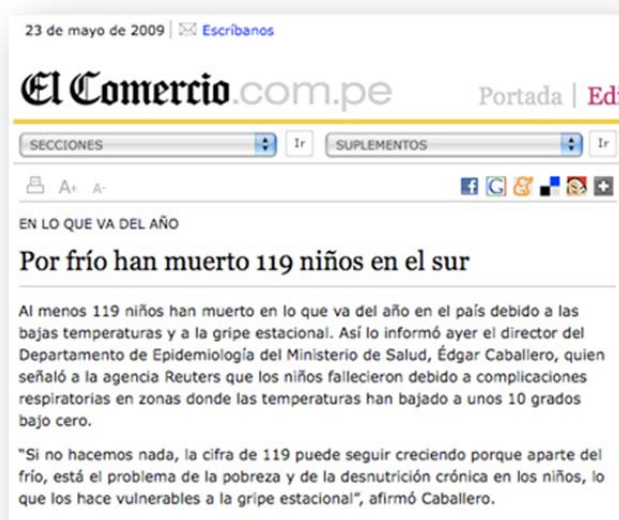 23 de mayo de 2009 | Escríbanos
El Comercio.com.pe
Portada | Edi
SECCIONES Ir SUPLEMENTOS Ir
A+ A-
EN LO QUE VA DEL AÑO
Por frío han muerto 119 niños en el sur
Al menos 119 niños han muerto en lo que va del año en el país debido a las
bajas temperaturas y a la gripe estacional. Así lo informó ayer el director del
Departamento de Epidemiología del Ministerio de Salud, Édgar Caballero, quien
señaló a la agencia Reuters que los niños fallecieron debido a complicaciones
respiratorias en zonas donde las temperaturas han bajado a unos 10 grados
bajo cero.
"Si no hacemos nada, la cifra de 119 puede seguir creciendo porque aparte del
frío, está el problema de la pobreza y de la desnutrición crónica en los niños, lo
que los hace vulnerables a la gripe estacional", afirmó Caballero.